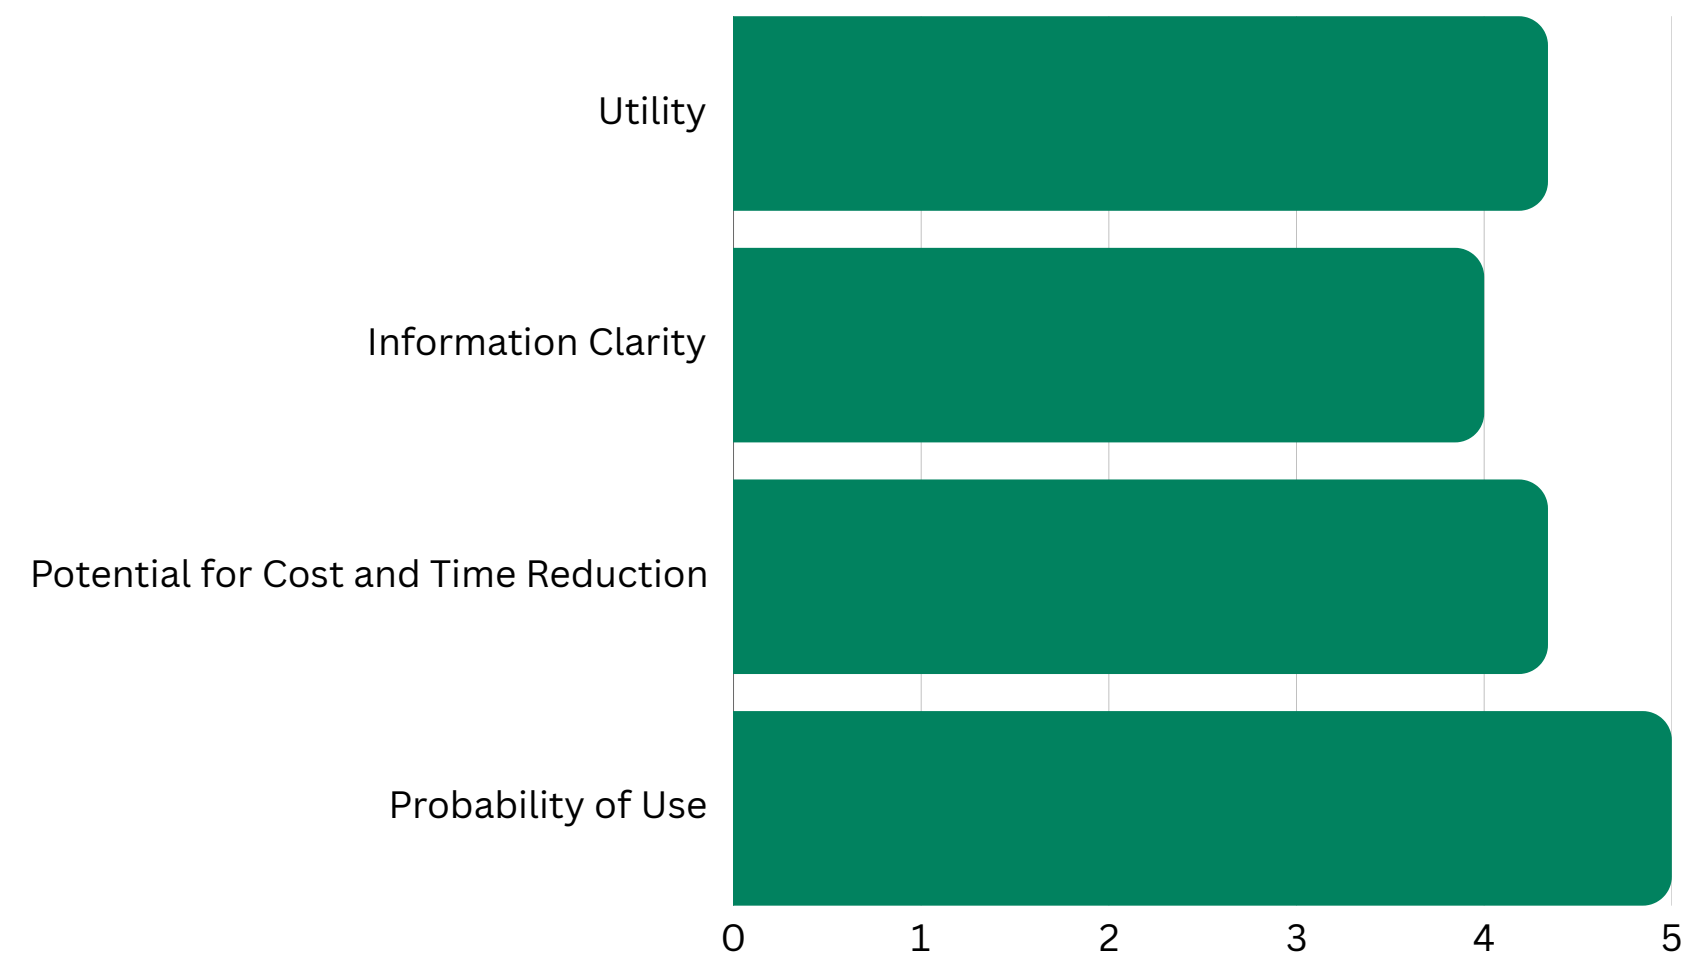 Utility
Information Clarity
Potential for Cost and Time Reduction
Probability of Use
0 1 2 3 4 5